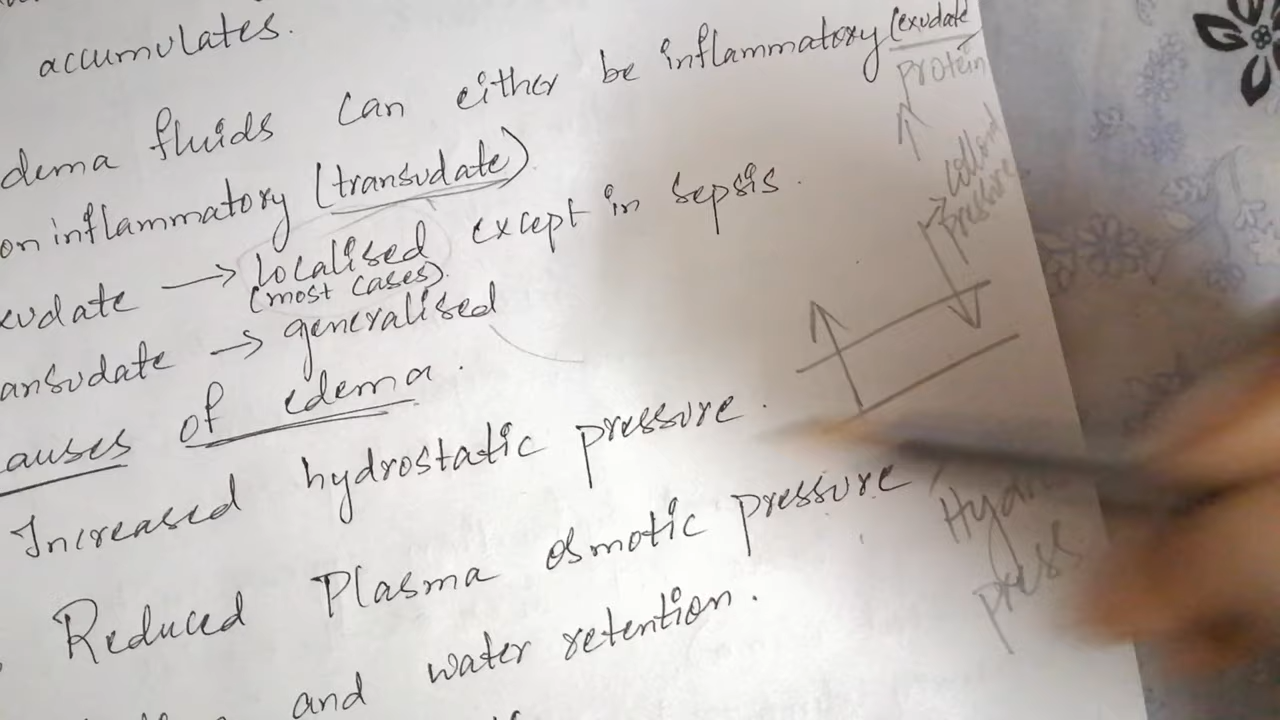 accumulates.
dema fluids can either be inflammatory (exudate
on inflammatory (transudate)
protein
xudate → localised except in sepsis.
(most cases).
colloid
pressure
ansudate → generalised
auses of edema.
Increased hydrostatic pressure.
Reduced Plasma osmotic pressure
press
and water retention.